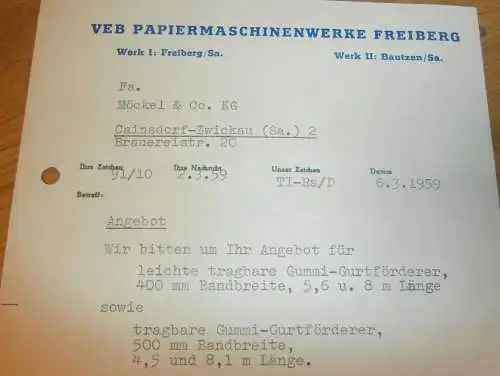 VEB PAPIERMASCHINENWERKE FREIBERG
Werk I: Freiberg/Sa. Werk II: Bautzen/Sa.
Fa.
Möckel & Co. KG
Cainsdorf-Zwickau (Sa.) 2
Brauereistr. 20
Ihre Zeichen Ihre Nachricht Unser Zeichen Datum
91/10 2.3.59 TI-Rs/D 6.3.1959
Betreff:
Angebot
Wir bitten um Ihr Angebot für
leichte tragbare Gummi-Gurtförderer,
400 mm Bandbreite, 5,6 u. 8 m Länge
sowie
tragbare Gummi-Gurtförderer,
500 mm Bandbreite,
4,5 und 8,1 m Länge.